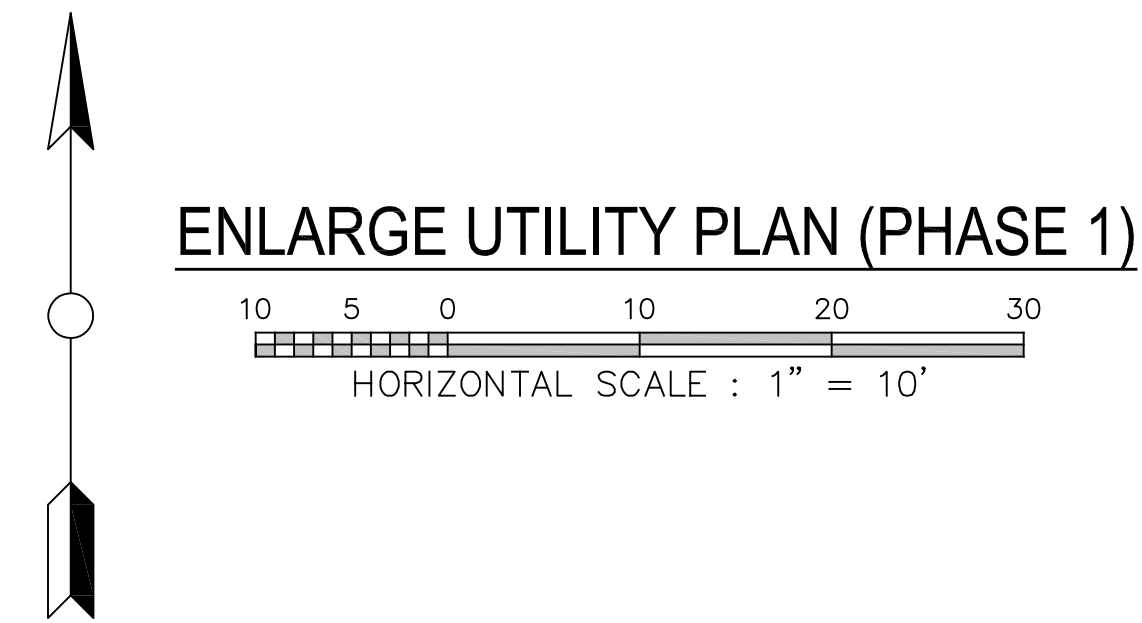 ENLARGE UTILITY PLAN (PHASE 1)
10 5 0 10 20 30
HORIZONTAL SCALE : 1" = 10'